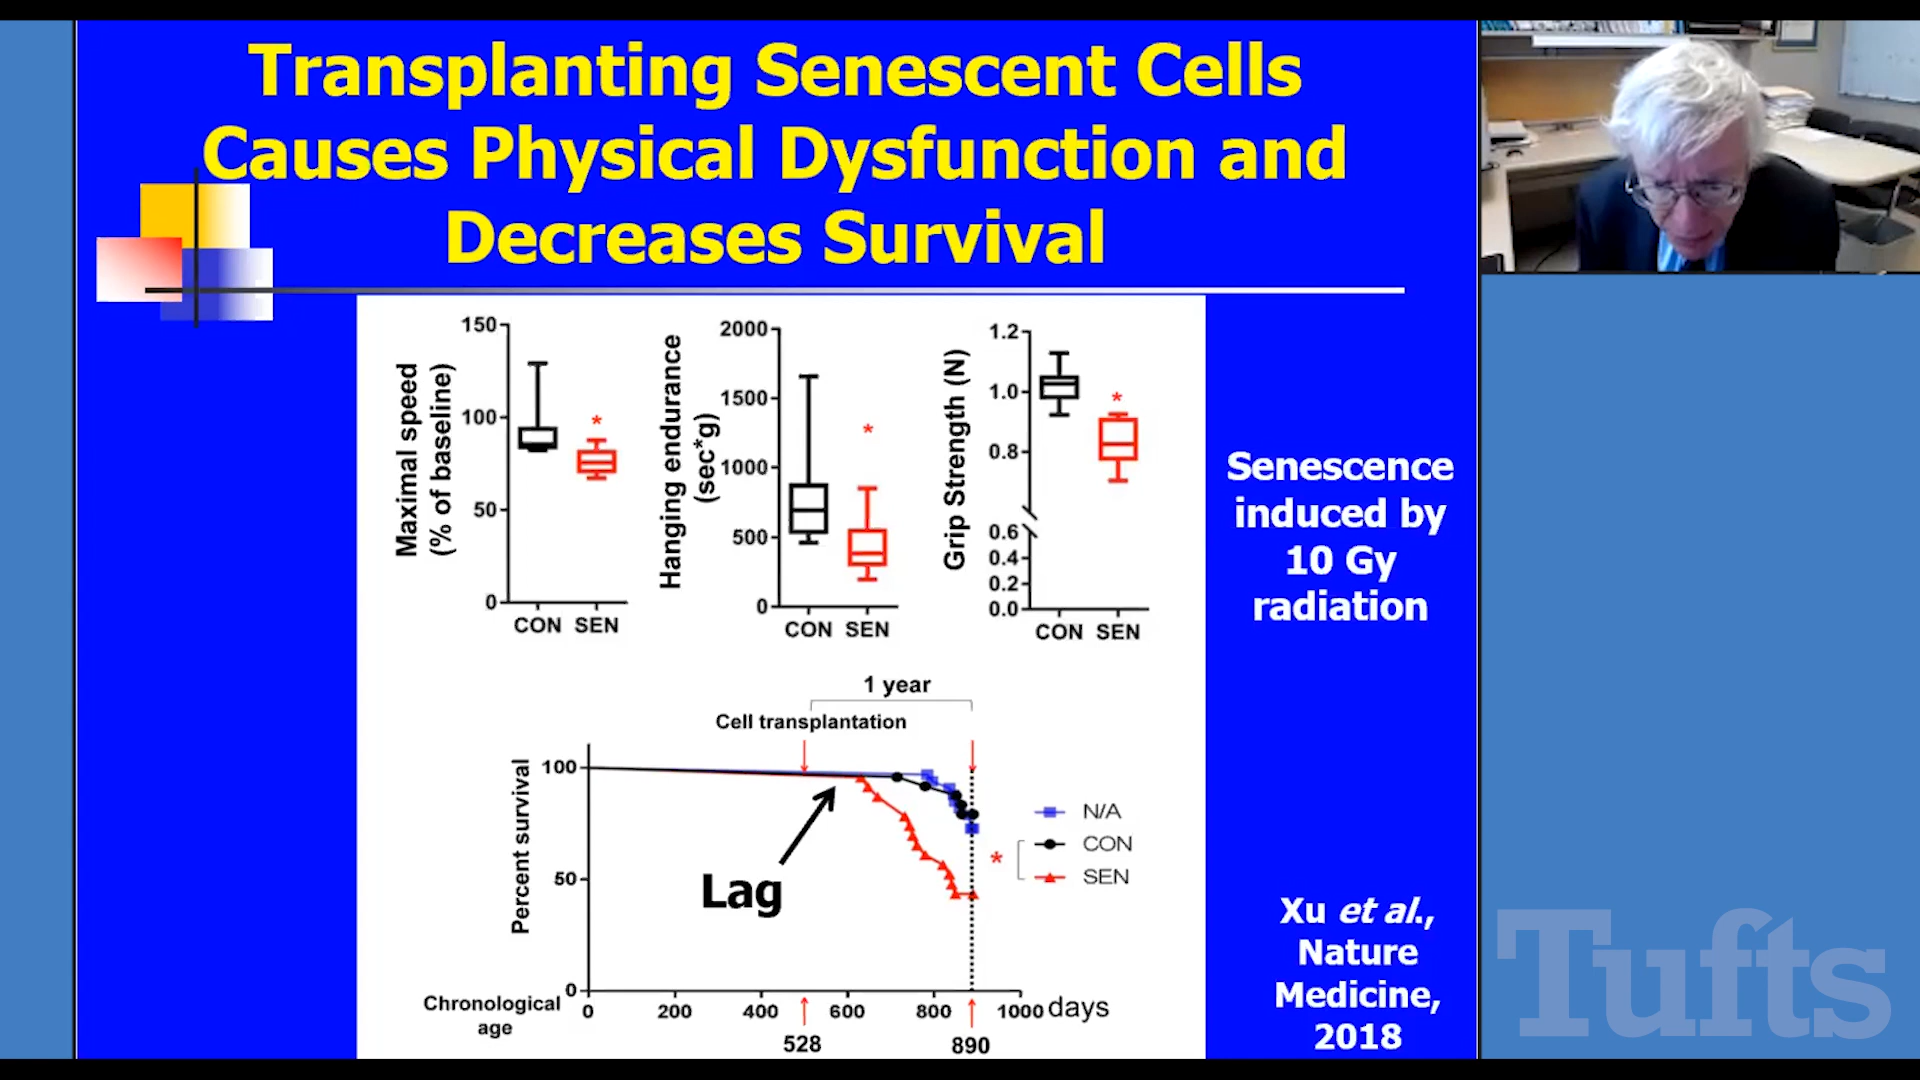 Transplanting Senescent Cells
Causes Physical Dysfunction and
Decreases Survival
Maximal speed
(% of baseline)
150
100
50
0
*
CON SEN
Hanging endurance
(sec*g)
2000
1500
1000
500
0
*
CON SEN
Grip Strength (N)
1.2
1.0
0.8
0.6
0.4
0.2
0.0
*
CON SEN
Senescence
induced by
10 Gy
radiation
1 year
Cell transplantation
Percent survival
100
50
0
Lag
N/A
CON
SEN
*
Chronological
age
0 200 400 600 800 1000 days
528 890
Xu et al.,
Nature
Medicine,
2018
Tufts